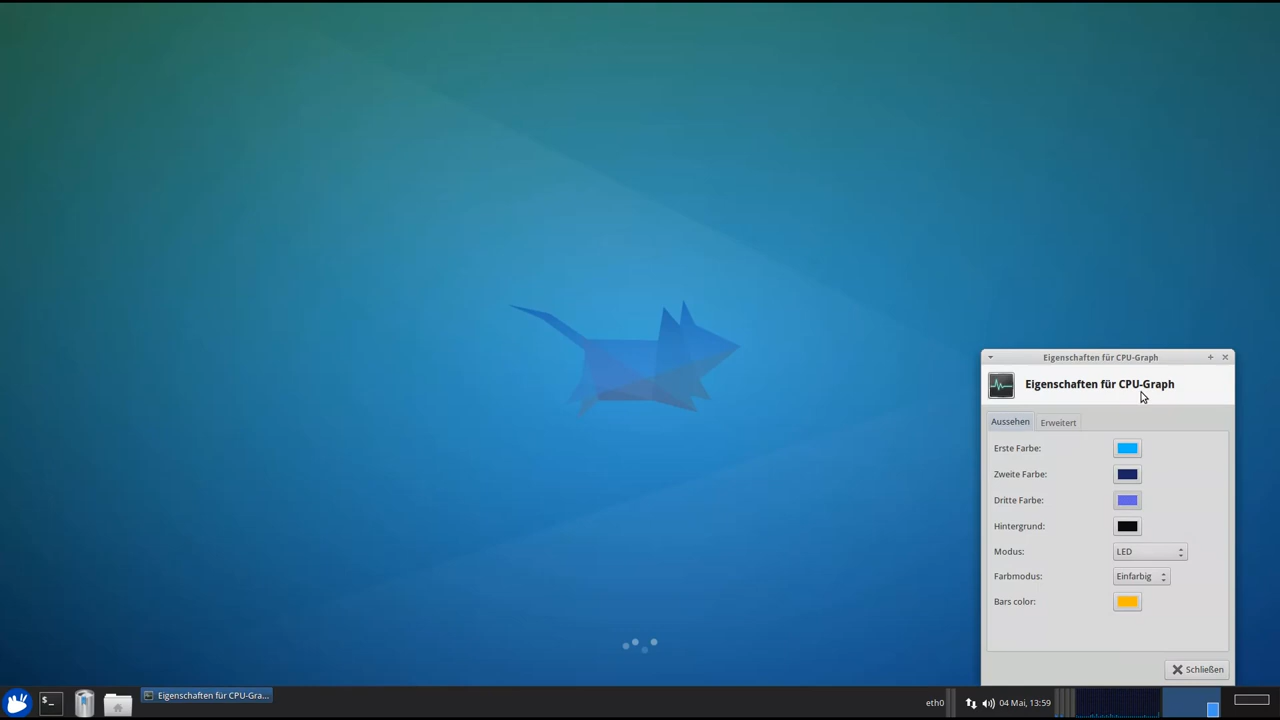 Eigenschaften für CPU-Graph
Eigenschaften für CPU-Graph
Aussehen Erweitert
Erste Farbe:
Zweite Farbe:
Dritte Farbe:
Hintergrund:
Modus: LED
Farbmodus: Einfarbig
Bars color:
Schließen
$_ Eigenschaften für CPU-Gra... eth0 04 Mai, 13:59